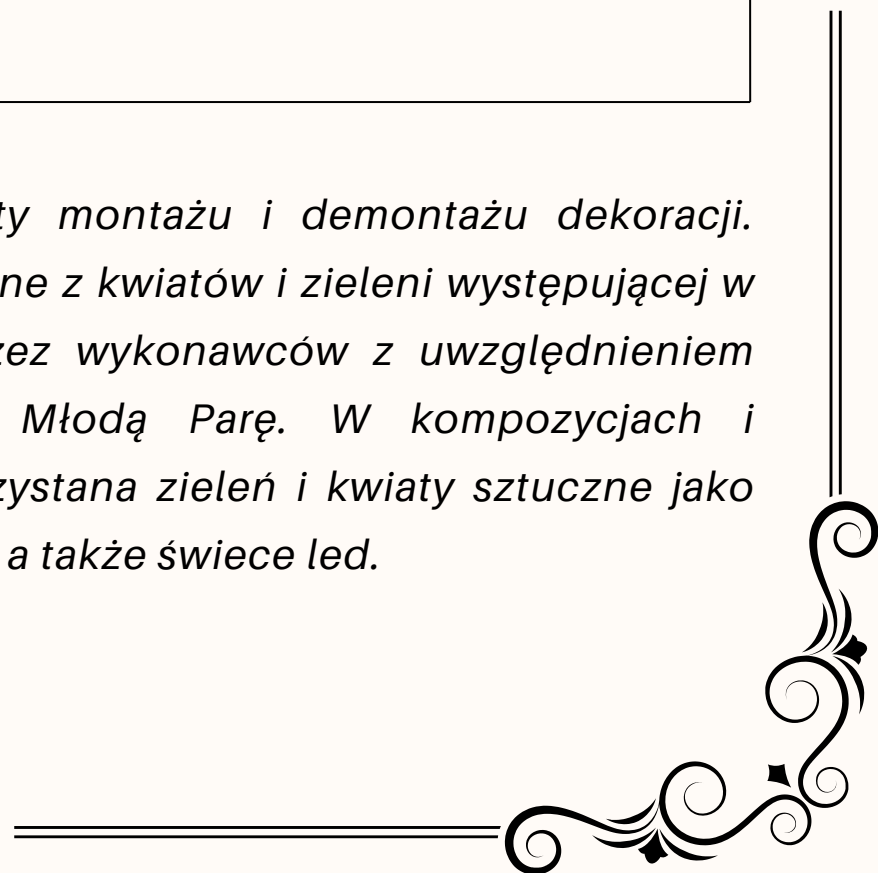 ty montażu i demontażu dekoracji.
ne z kwiatów i zieleni występującej w
zez wykonawców z uwzględnieniem
Młodą Parę. W kompozycjach i
zystana zieleń i kwiaty sztuczne jako
a także świece led.